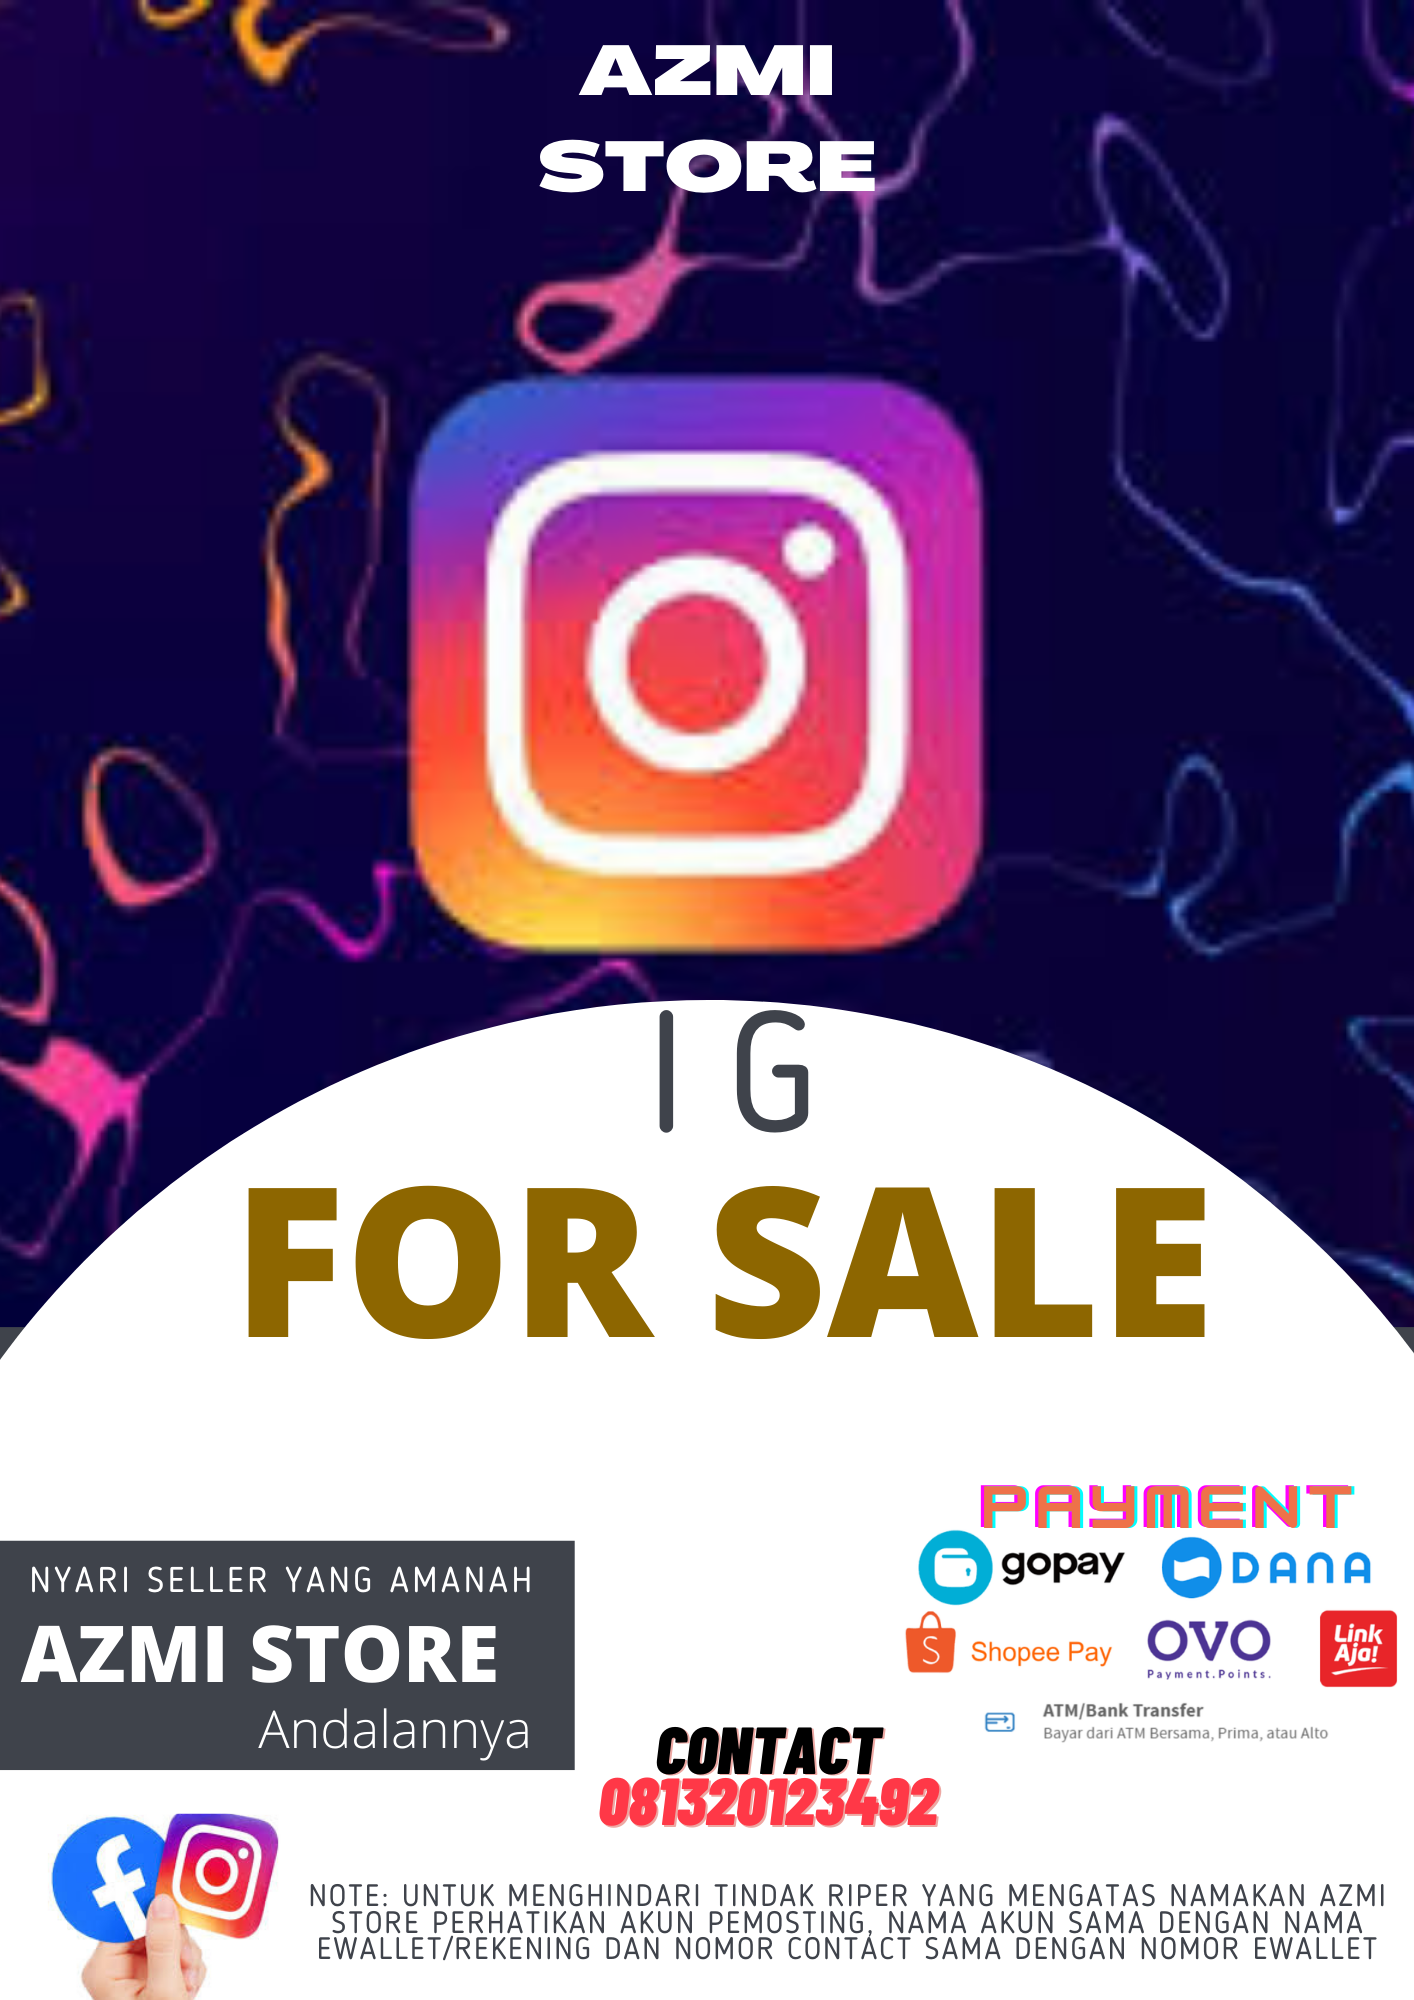 AZMI
STORE
IG
FOR SALE
PAYMENT
gopay
DANA
S
Shopee Pay
OVO
Payment.Points.
Link
Aja!
ATM/Bank Transfer
Bayar dari ATM Bersama, Prima, atau Alto
NYARI SELLER YANG AMANAH
AZMI STORE
Andalannya
CONTACT
081320123492
f
NOTE: UNTUK MENGHINDARI TINDAK RIPER YANG MENGATAS NAMAKAN AZMI
STORE PERHATIKAN AKUN PEMOSTING, NAMA AKUN SAMA DENGAN NAMA
EWALLET/REKENING DAN NOMOR CONTACT SAMA DENGAN NOMOR EWALLET